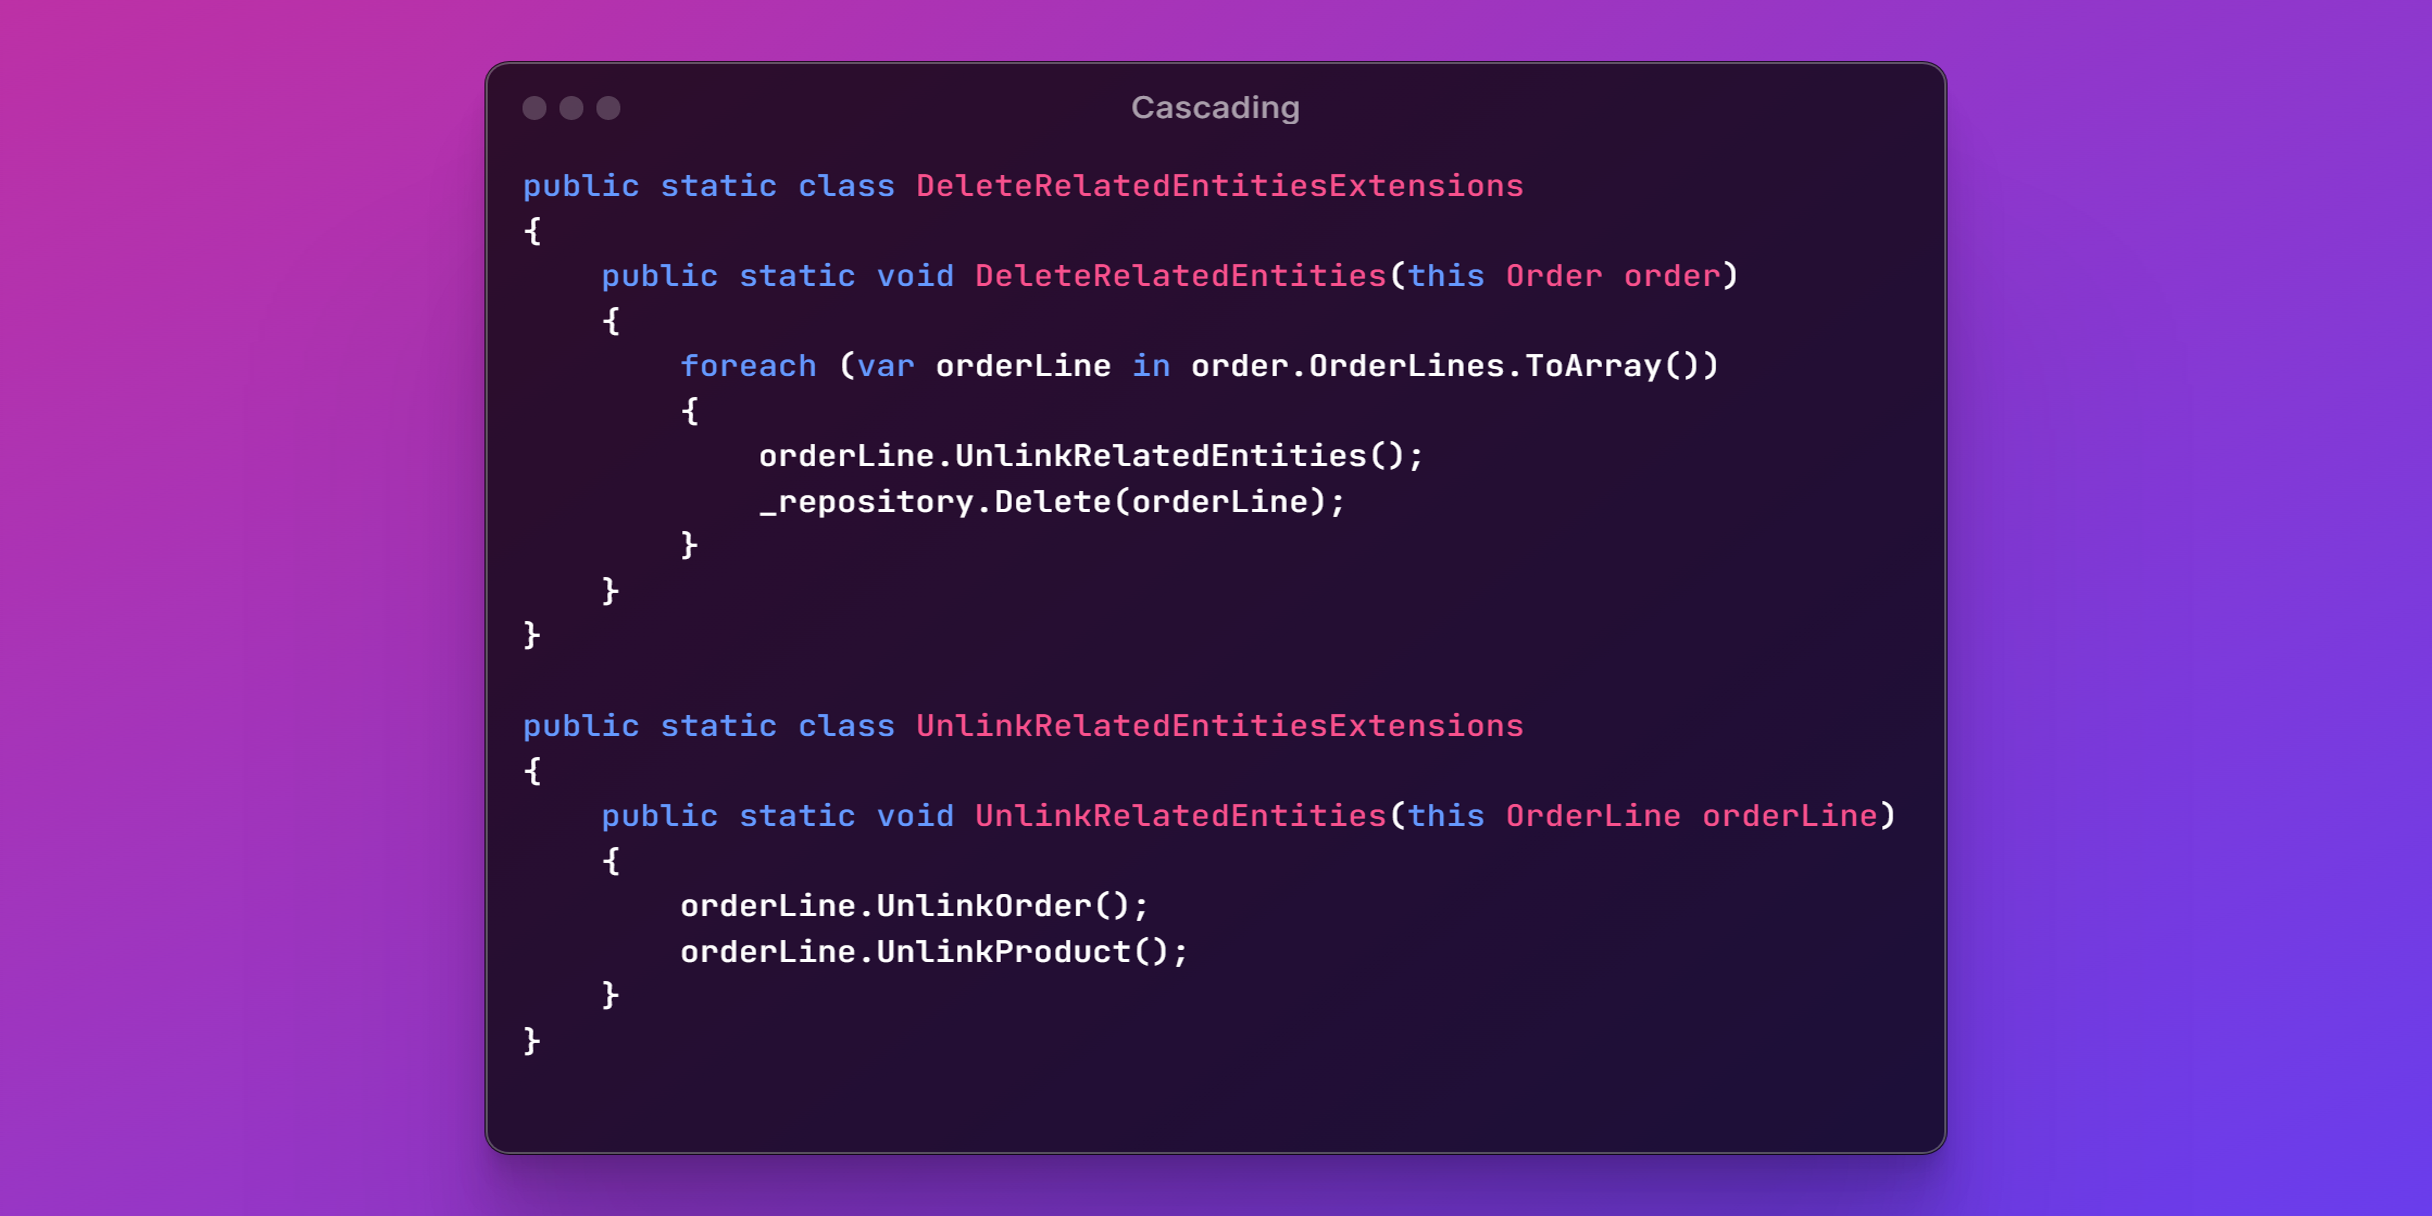 Cascading
public static class DeleteRelatedEntitiesExtensions
{
    public static void DeleteRelatedEntities(this Order order)
    {
        foreach (var orderLine in order.OrderLines.ToArray())
        {
            orderLine.UnlinkRelatedEntities();
            _repository.Delete(orderLine);
        }
    }
}

public static class UnlinkRelatedEntitiesExtensions
{
    public static void UnlinkRelatedEntities(this OrderLine orderLine)
    {
        orderLine.UnlinkOrder();
        orderLine.UnlinkProduct();
    }
}